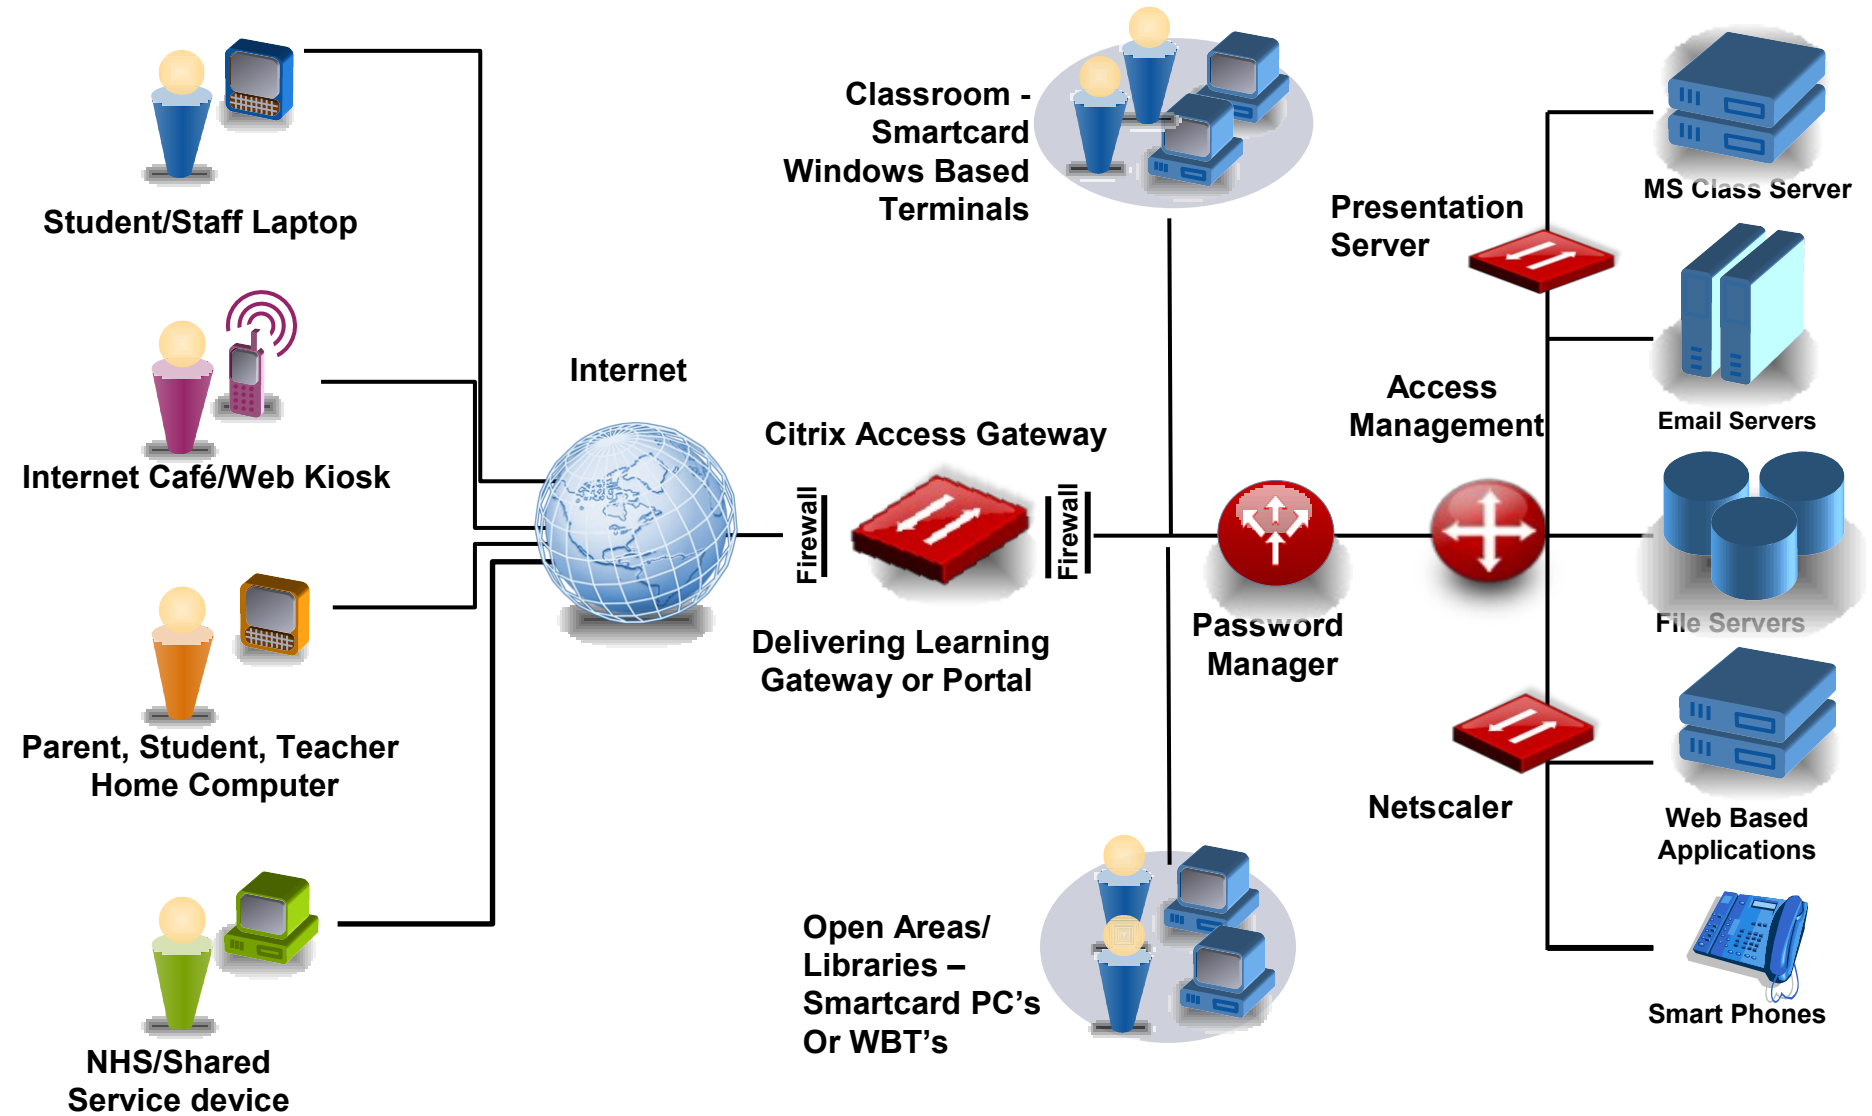 Student/Staff Laptop
Internet Café/Web Kiosk
Parent, Student, Teacher
Home Computer
NHS/Shared
Service device
Internet
Classroom -
Smartcard
Windows Based
Terminals
Citrix Access Gateway
Firewall
Firewall
Delivering Learning
Gateway or Portal
Open Areas/
Libraries –
Smartcard PC’s
Or WBT’s
Password
Manager
Access
Management
Presentation
Server
Netscaler
MS Class Server
Email Servers
File Servers
Web Based
Applications
Smart Phones